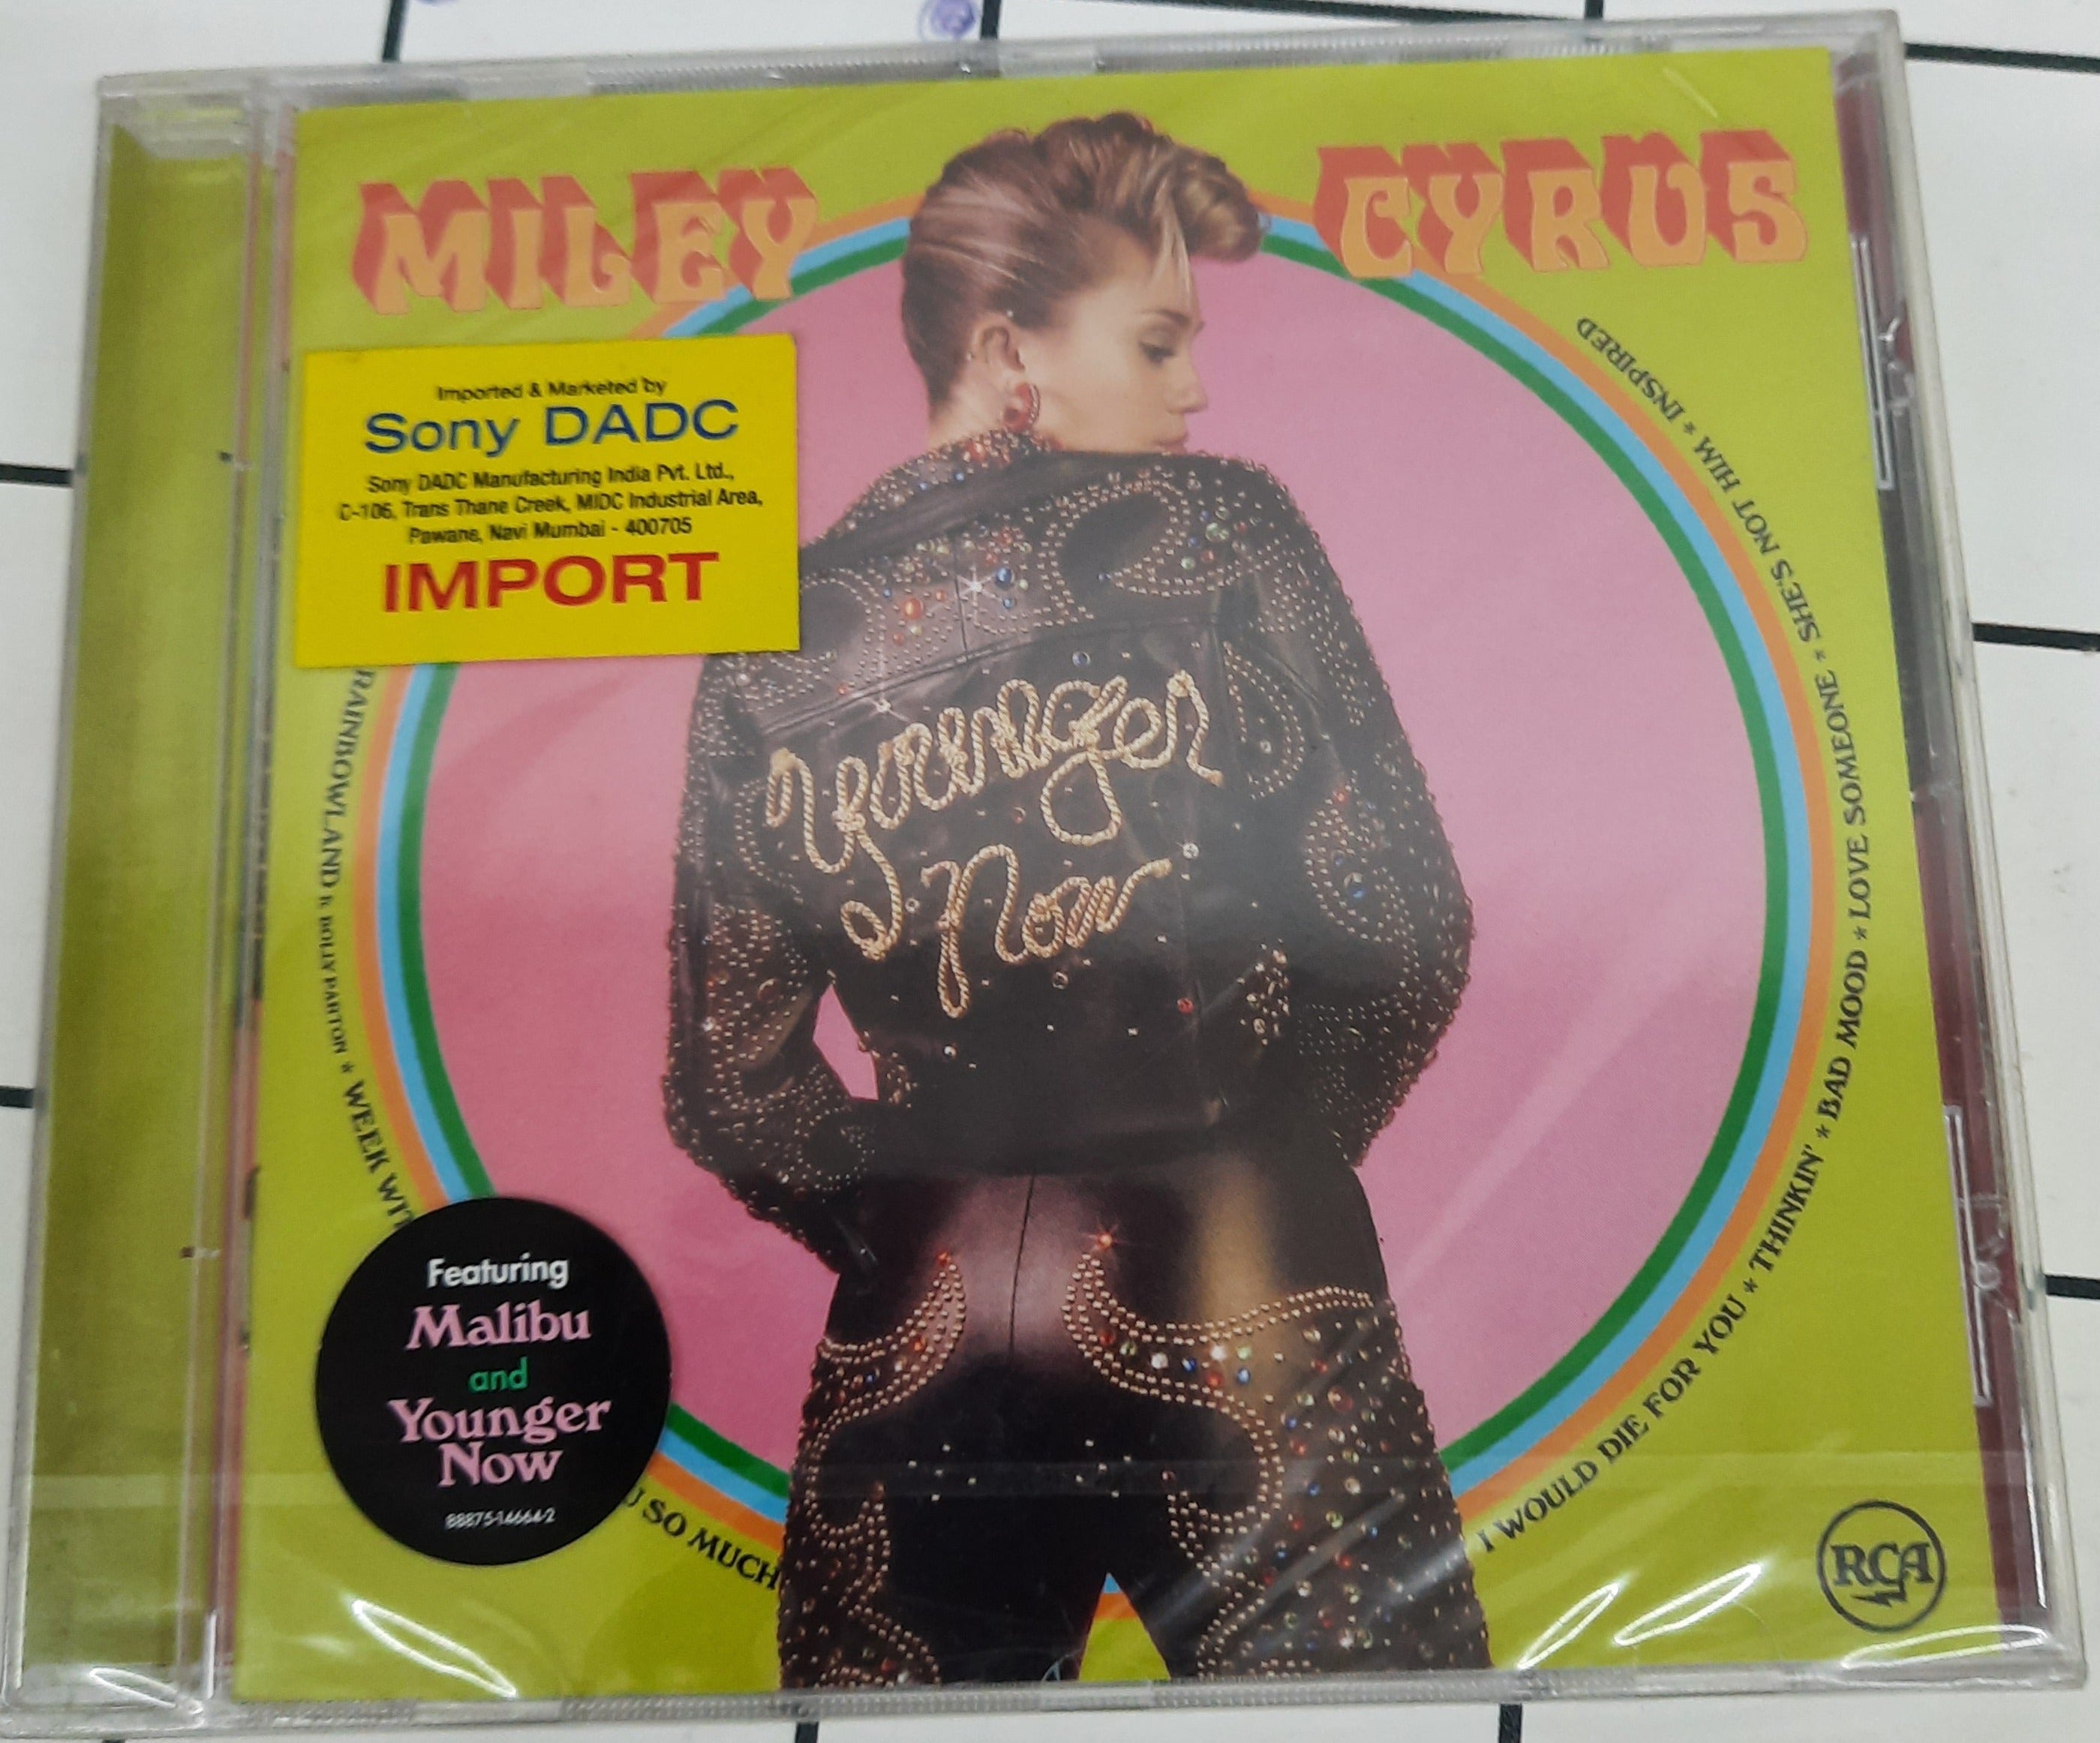 MILEY CYRUS
Imported & Marketed by
Sony DADC
Sony DADC Manufacturing India Pvt. Ltd.,
C-106, Trans Thane Creek, MIDC Industrial Area,
Pawane, Navi Mumbai - 400705
IMPORT
Younger
Now
RAINBOWLAND ft. DOLLY PARTON * WEEK WIT
U SO MUCH
I WOULD DIE FOR YOU * THINKIN' * BAD MOOD * LOVE SOMEONE * SHE'S NOT HIM * INSPIRED
Featuring
Malibu
and
Younger
Now
88875-14664-2
RCA